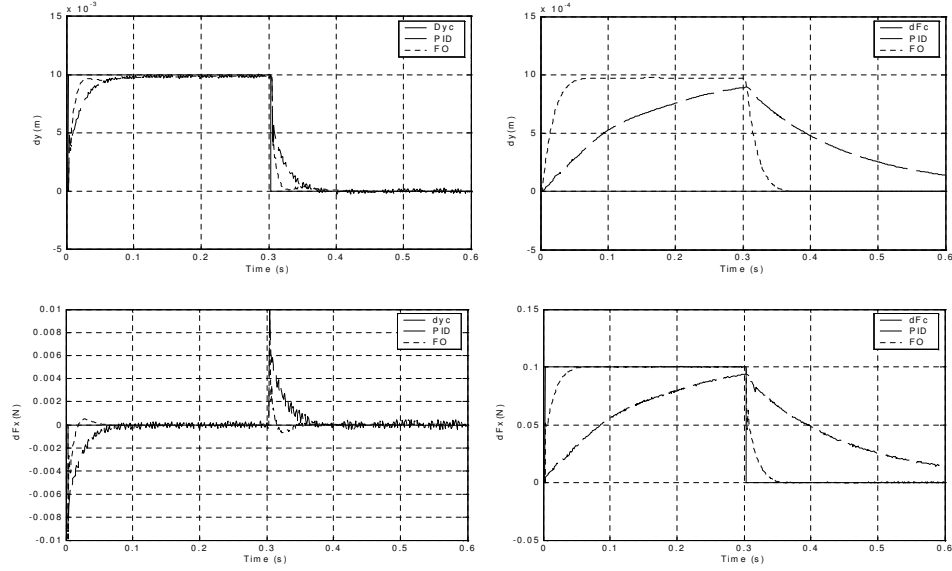 x 10 -3
15
10
5
0
-5
dy (m)
0 0.1 0.2 0.3 0.4 0.5 0.6
Time (s)
Dyc
PID
FO
x 10 -4
15
10
5
0
-5
dy (m)
0 0.1 0.2 0.3 0.4 0.5 0.6
Time (s)
dFc
PID
FO
0.01
0.008
0.006
0.004
0.002
0
-0.002
-0.004
-0.006
-0.008
-0.01
dFx (N)
0 0.1 0.2 0.3 0.4 0.5 0.6
Time (s)
dyc
PID
FO
0.15
0.1
0.05
0
-0.05
dFx (N)
0 0.1 0.2 0.3 0.4 0.5 0.6
Time (s)
dFc
PID
FO